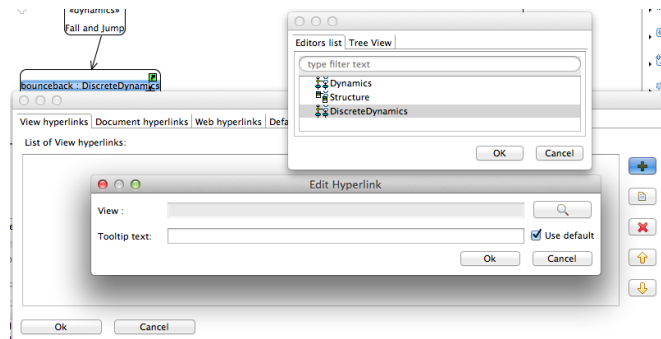 «dynamics»
Fall and Jump
bounceback : DiscreteDynamics
Editors list Tree View
type filter text
Dynamics
Structure
DiscreteDynamics
OK Cancel
View hyperlinks Document hyperlinks Web hyperlinks Defa
List of View hyperlinks:
Edit Hyperlink
View :
Tooltip text: Use default
Ok Cancel
Ok Cancel